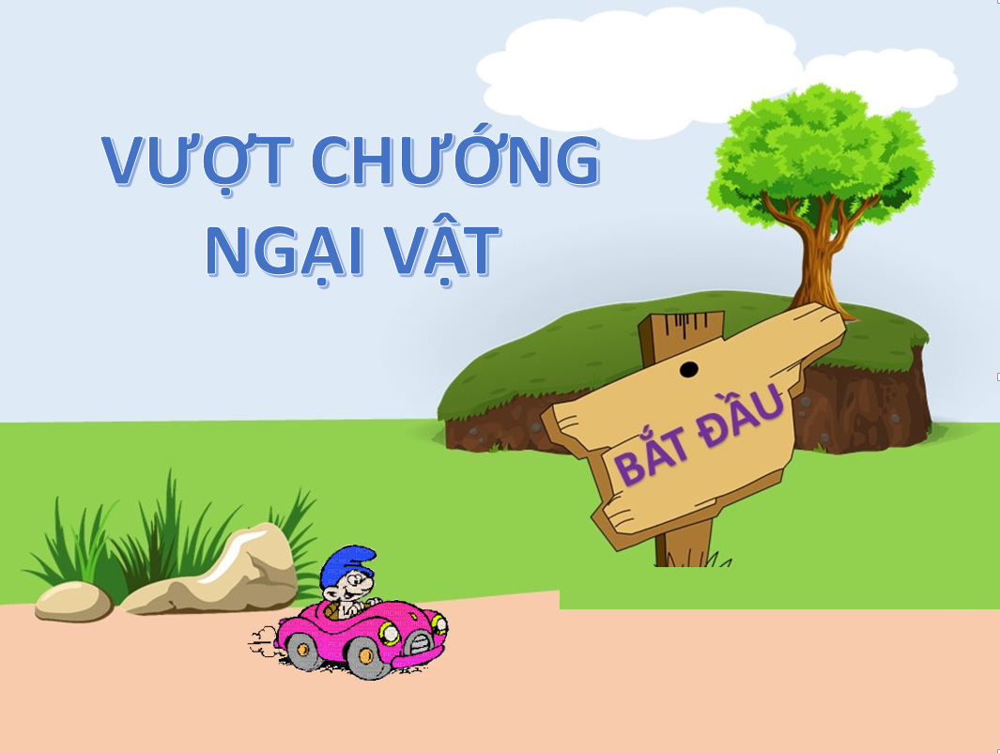 VƯỢT CHƯỚNG
NGẠI VẬT
BẮT ĐẦU